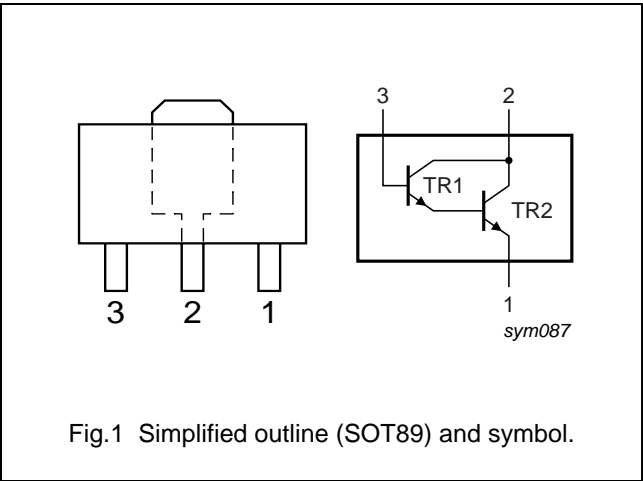 3 2
TR1
TR2
3 2 1
1
sym087
Fig.1 Simplified outline (SOT89) and symbol.